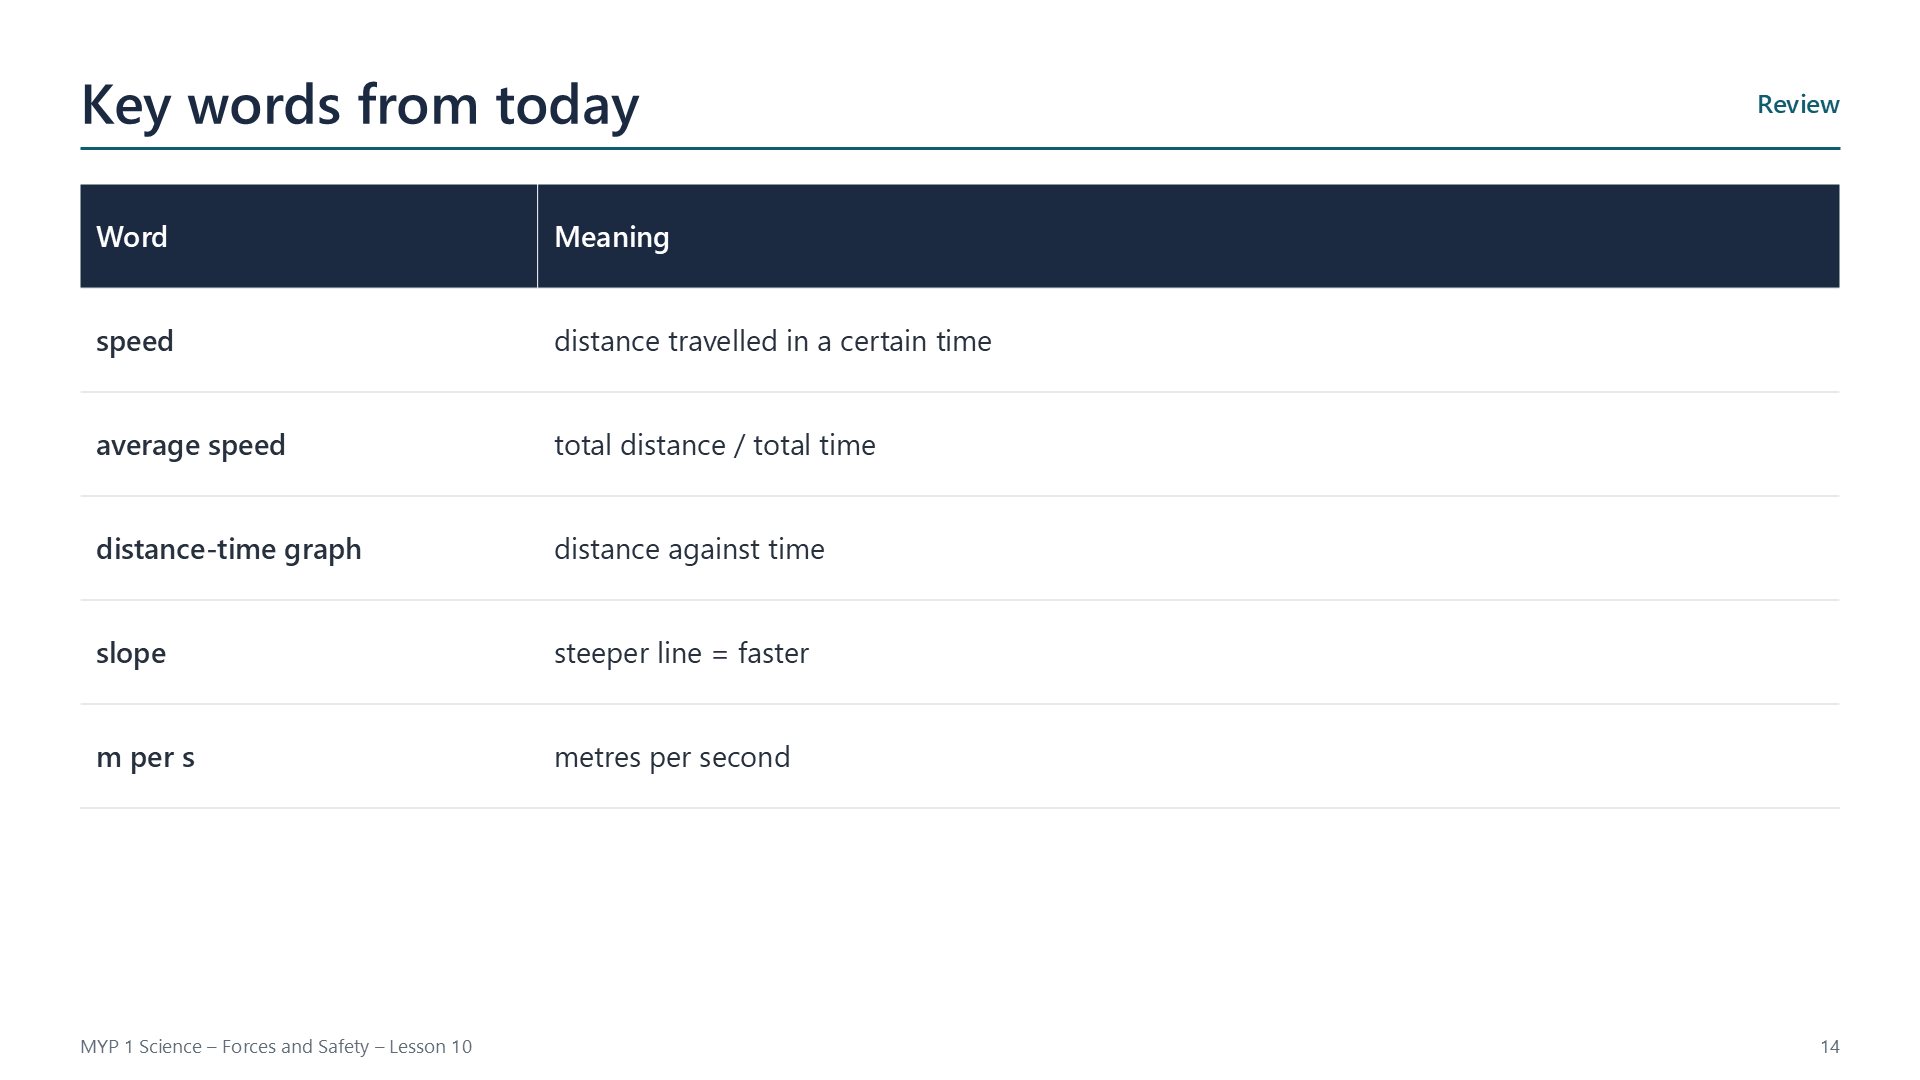 Key words from today
Review
Word Meaning
speed distance travelled in a certain time
average speed total distance / total time
distance-time graph distance against time
slope steeper line = faster
m per s metres per second
MYP 1 Science – Forces and Safety – Lesson 10
14